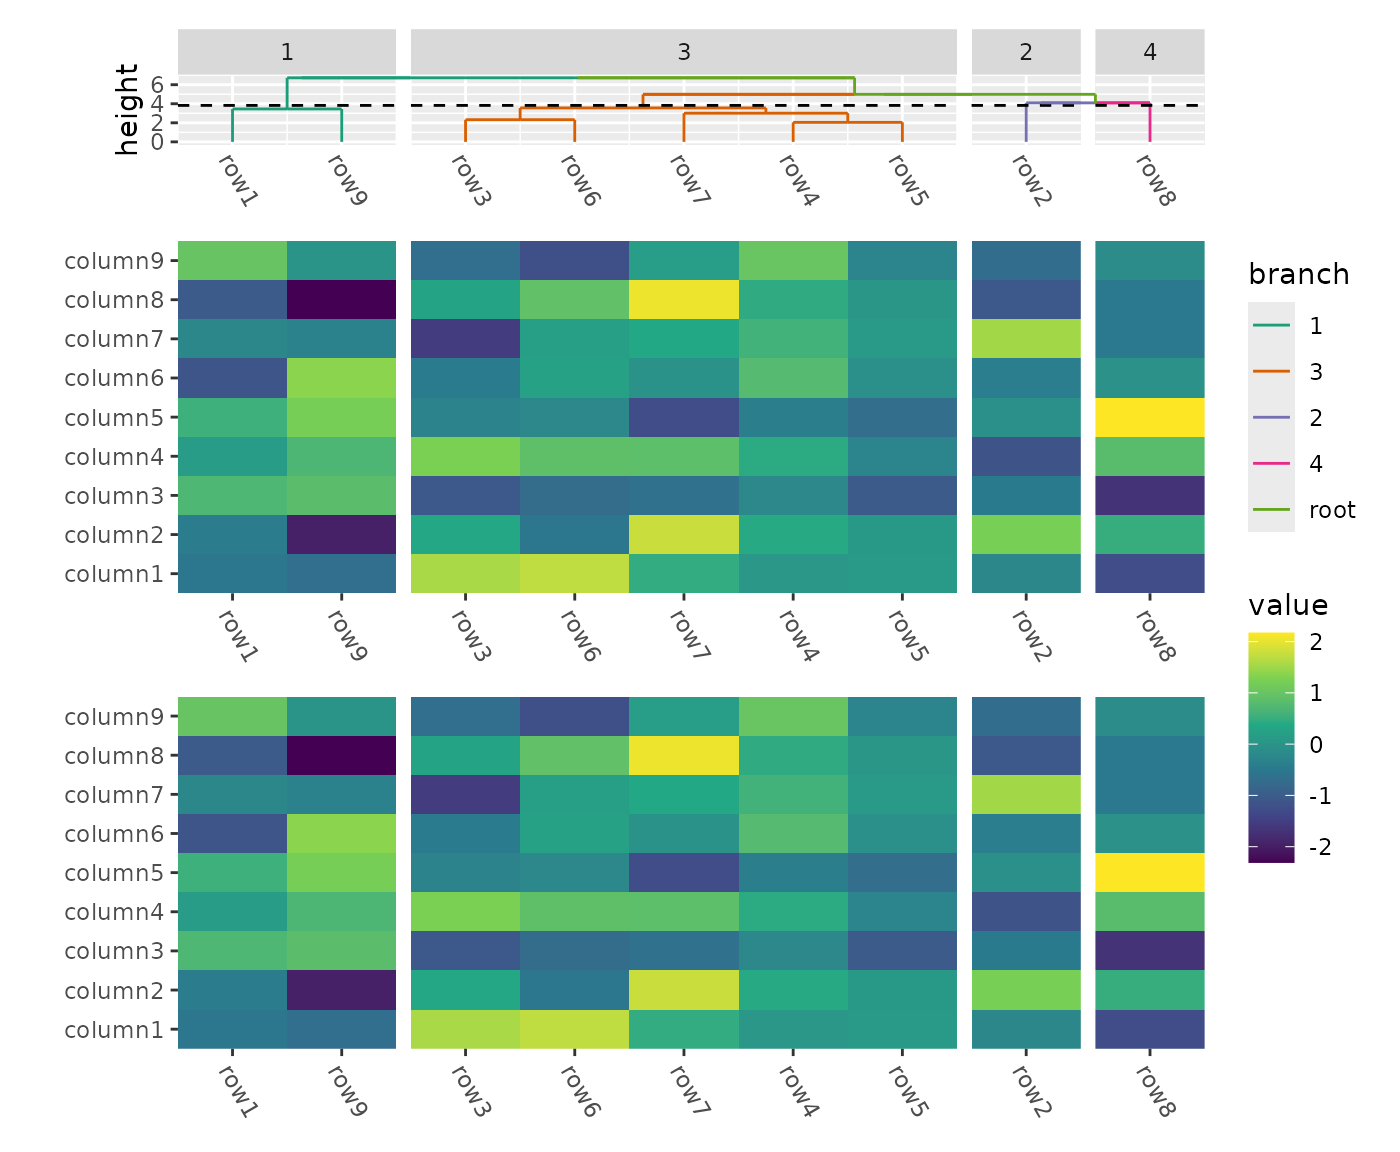 1 3 2 4
height
6
4
2
0
row1 row9 row3 row6 row7 row4 row5 row2 row8
column9
column8
column7
column6
column5
column4
column3
column2
column1
row1 row9 row3 row6 row7 row4 row5 row2 row8
column9
column8
column7
column6
column5
column4
column3
column2
column1
row1 row9 row3 row6 row7 row4 row5 row2 row8
branch
1
3
2
4
root
value
2
1
0
-1
-2